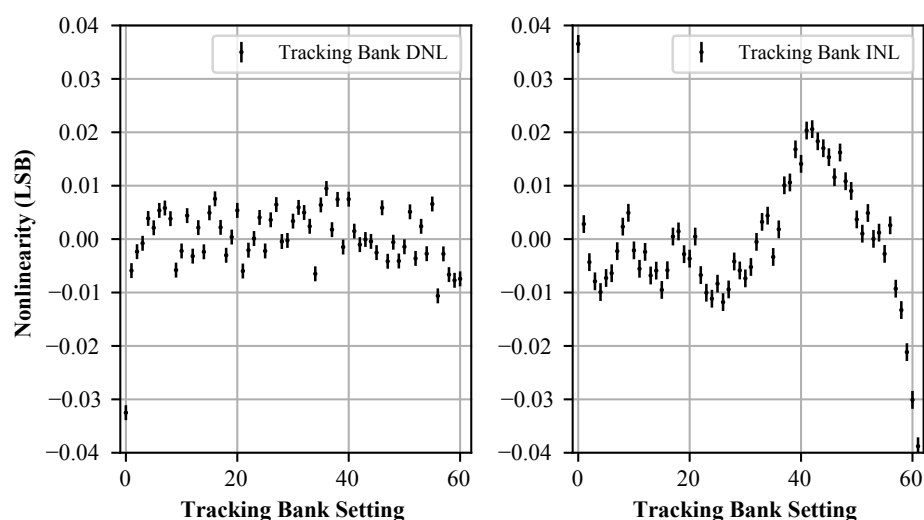 Nonlinearity (LSB)
0.04
0.03
0.02
0.01
0.00
−0.01
−0.02
−0.03
−0.04
0 20 40 60
Tracking Bank Setting
Tracking Bank DNL
0.04
0.03
0.02
0.01
0.00
−0.01
−0.02
−0.03
−0.04
0 20 40 60
Tracking Bank Setting
Tracking Bank INL